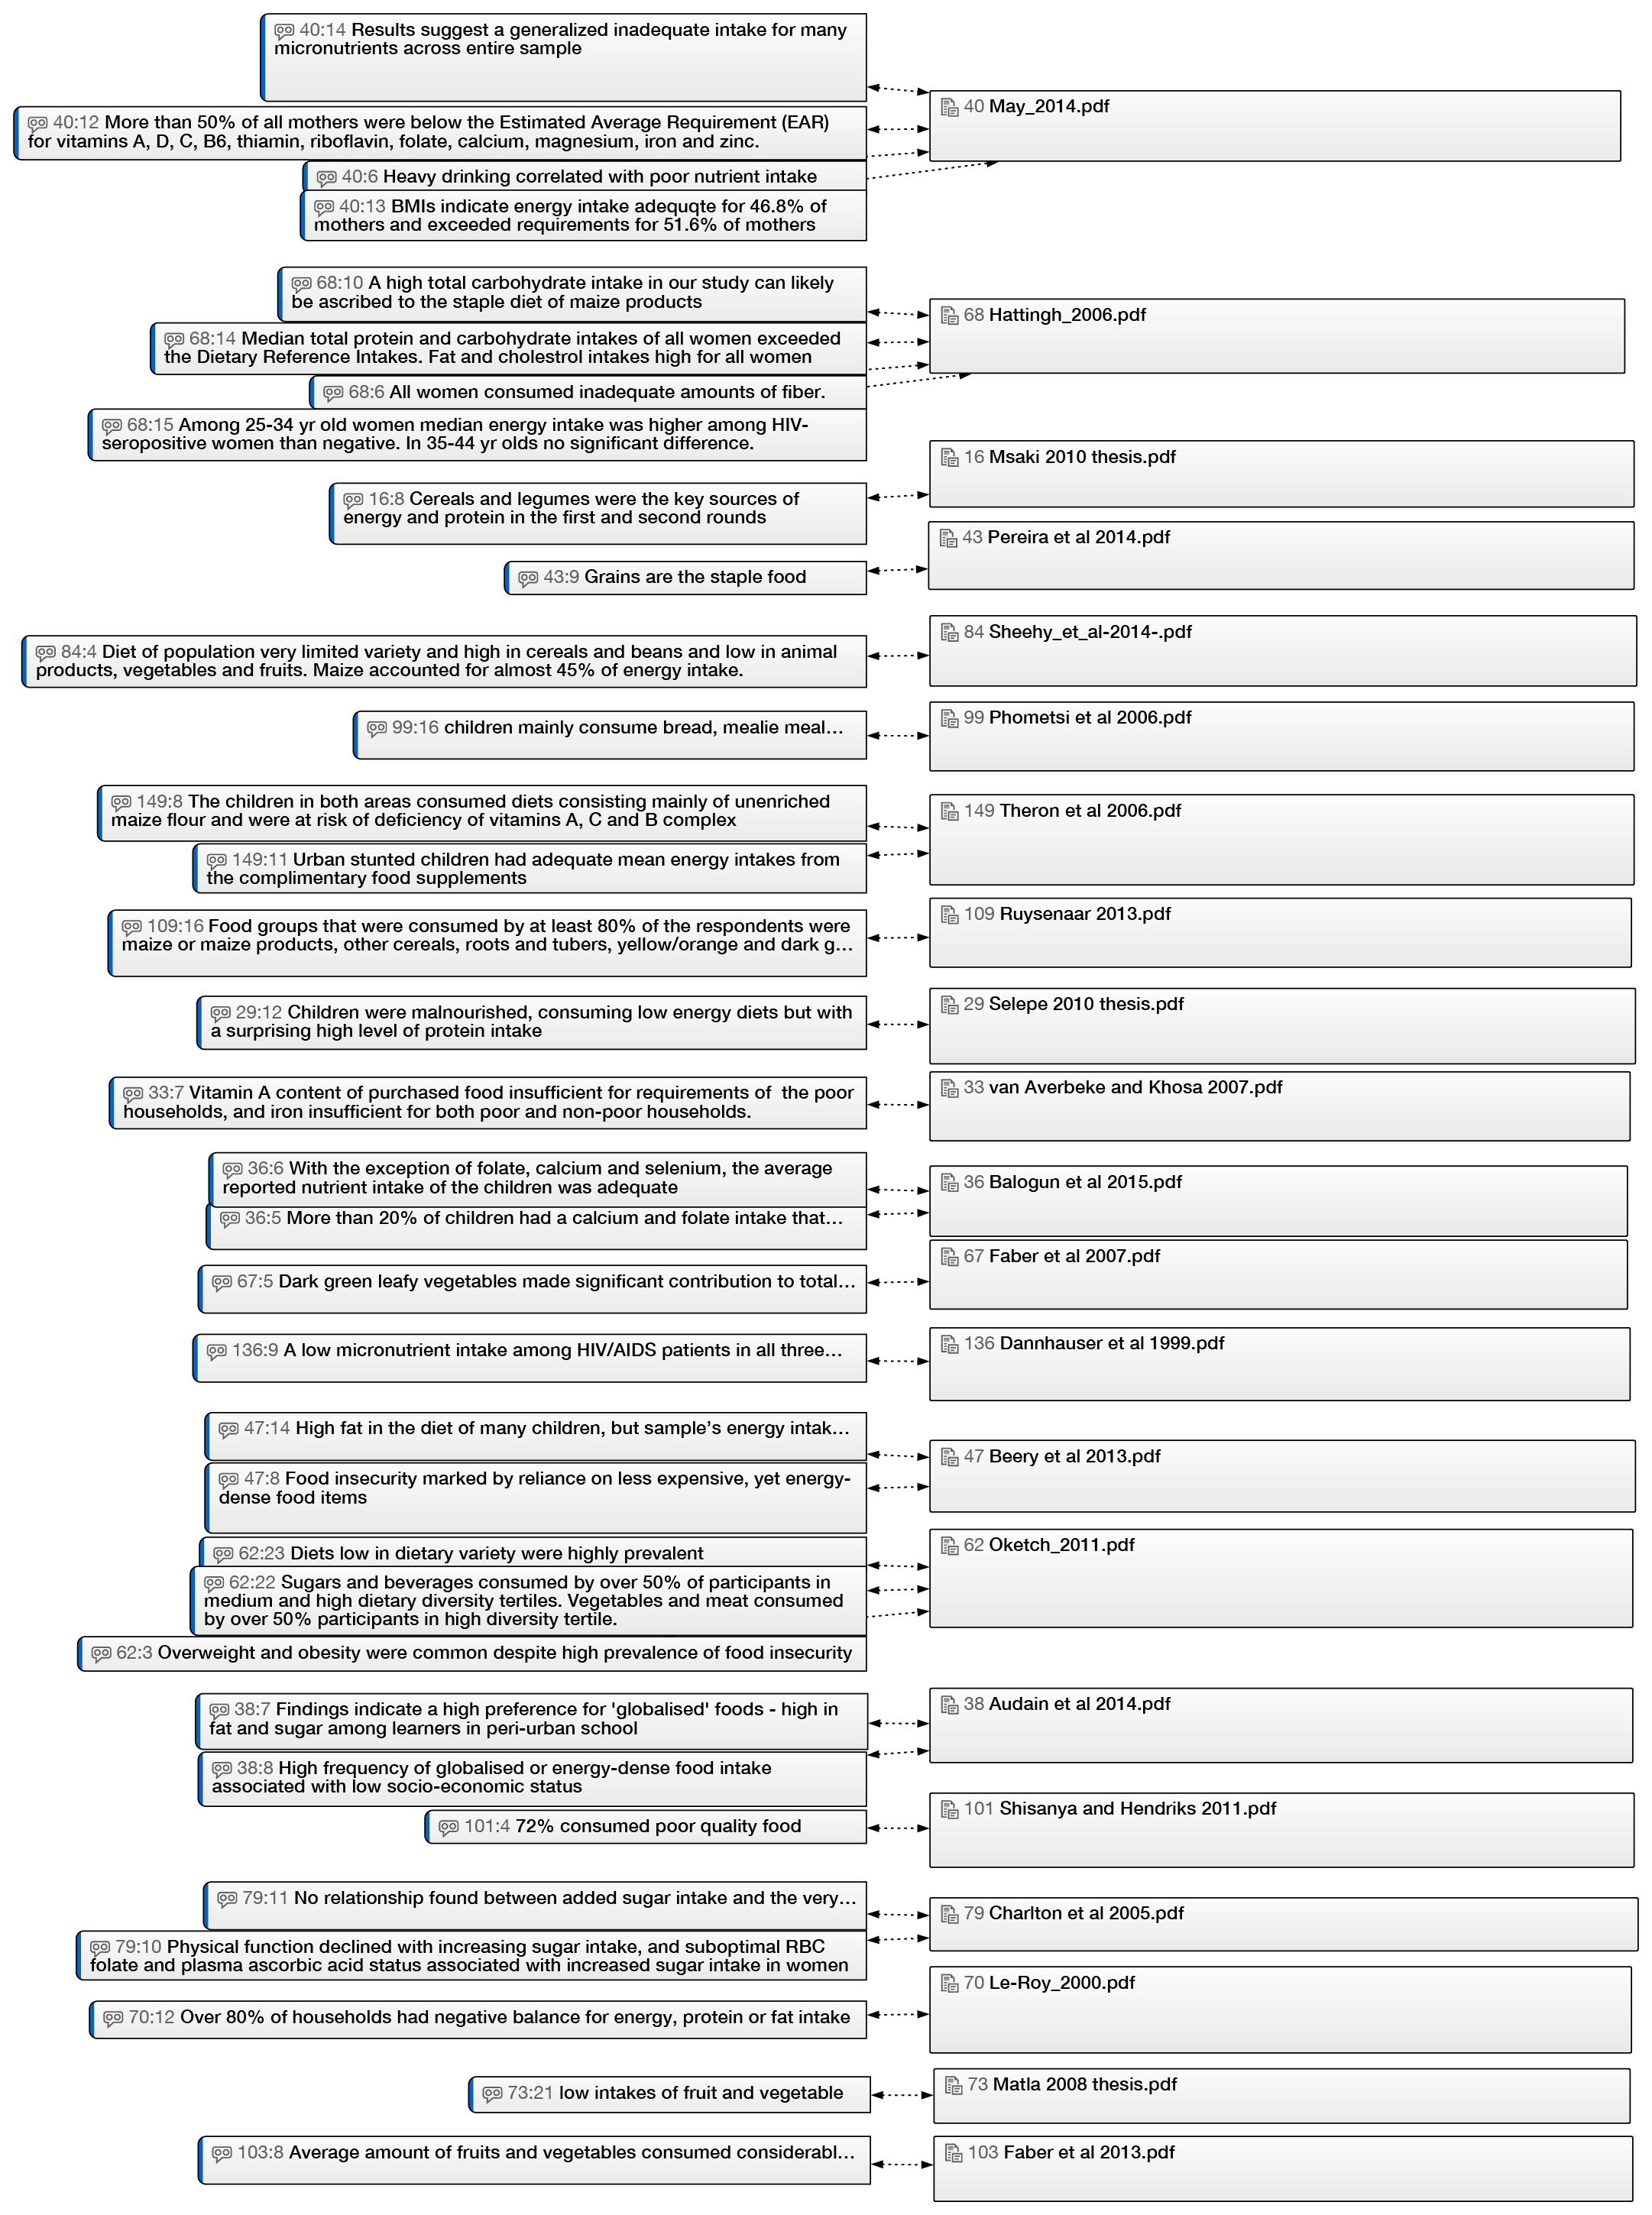 40:14 Results suggest a generalized inadequate intake for many
micronutrients across entire sample
40 May_2014.pdf
40:12 More than 50% of all mothers were below the Estimated Average Requirement (EAR)
for vitamins A, D, C, B6, thiamin, riboflavin, folate, calcium, magnesium, iron and zinc.
40:6 Heavy drinking correlated with poor nutrient intake
40:13 BMIs indicate energy intake adequqte for 46.8% of
mothers and exceeded requirements for 51.6% of mothers
68:10 A high total carbohydrate intake in our study can likely
be ascribed to the staple diet of maize products
68 Hattingh_2006.pdf
68:14 Median total protein and carbohydrate intakes of all women exceeded
the Dietary Reference Intakes. Fat and cholestrol intakes high for all women
68:6 All women consumed inadequate amounts of fiber.
68:15 Among 25-34 yr old women median energy intake was higher among HIV-
seropositive women than negative. In 35-44 yr olds no significant difference.
16 Msaki 2010 thesis.pdf
16:8 Cereals and legumes were the key sources of
energy and protein in the first and second rounds
43 Pereira et al 2014.pdf
43:9 Grains are the staple food
84 Sheehy_et_al-2014-.pdf
84:4 Diet of population very limited variety and high in cereals and beans and low in animal
products, vegetables and fruits. Maize accounted for almost 45% of energy intake.
99 Phometsi et al 2006.pdf
99:16 children mainly consume bread, mealie meal…
149:8 The children in both areas consumed diets consisting mainly of unenriched
maize flour and were at risk of deficiency of vitamins A, C and B complex
149 Theron et al 2006.pdf
149:11 Urban stunted children had adequate mean energy intakes from
the complimentary food supplements
109 Ruysenaar 2013.pdf
109:16 Food groups that were consumed by at least 80% of the respondents were
maize or maize products, other cereals, roots and tubers, yellow/orange and dark g…
29 Selepe 2010 thesis.pdf
29:12 Children were malnourished, consuming low energy diets but with
a surprising high level of protein intake
33 van Averbeke and Khosa 2007.pdf
33:7 Vitamin A content of purchased food insufficient for requirements of  the poor
households, and iron insufficient for both poor and non-poor households.
36:6 With the exception of folate, calcium and selenium, the average
reported nutrient intake of the children was adequate
36 Balogun et al 2015.pdf
36:5 More than 20% of children had a calcium and folate intake that…
67 Faber et al 2007.pdf
67:5 Dark green leafy vegetables made significant contribution to total…
136 Dannhauser et al 1999.pdf
136:9 A low micronutrient intake among HIV/AIDS patients in all three…
47:14 High fat in the diet of many children, but sample's energy intak…
47 Beery et al 2013.pdf
47:8 Food insecurity marked by reliance on less expensive, yet energy-
dense food items
62 Oketch_2011.pdf
62:23 Diets low in dietary variety were highly prevalent
62:22 Sugars and beverages consumed by over 50% of participants in
medium and high dietary diversity tertiles. Vegetables and meat consumed
by over 50% participants in high diversity tertile.
62:3 Overweight and obesity were common despite high prevalence of food insecurity
38:7 Findings indicate a high preference for 'globalised' foods - high in
fat and sugar among learners in peri-urban school
38 Audain et al 2014.pdf
38:8 High frequency of globalised or energy-dense food intake
associated with low socio-economic status
101 Shisanya and Hendriks 2011.pdf
101:4 72% consumed poor quality food
79:11 No relationship found between added sugar intake and the very…
79 Charlton et al 2005.pdf
79:10 Physical function declined with increasing sugar intake, and suboptimal RBC
folate and plasma ascorbic acid status associated with increased sugar intake in women
70 Le-Roy_2000.pdf
70:12 Over 80% of households had negative balance for energy, protein or fat intake
73 Matla 2008 thesis.pdf
73:21 low intakes of fruit and vegetable
103 Faber et al 2013.pdf
103:8 Average amount of fruits and vegetables consumed considerabl…